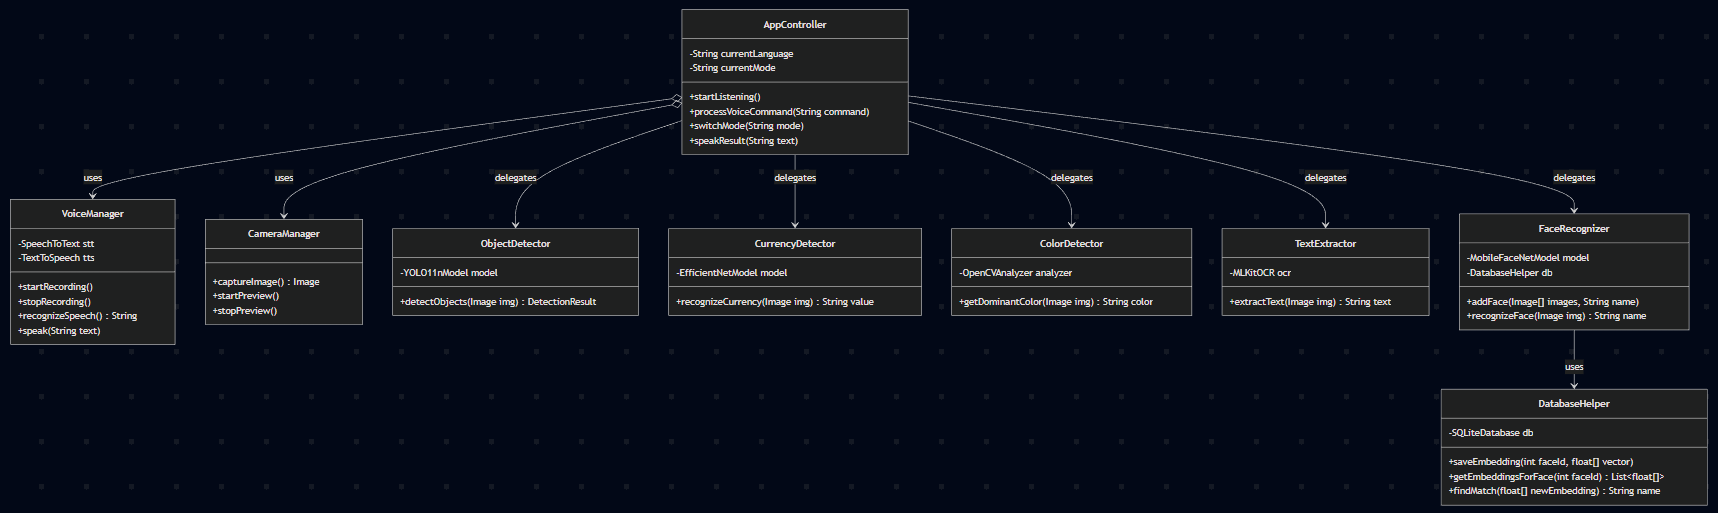 AppController
-String currentLanguage
-String currentMode
+startListening()
+processVoiceCommand(String command)
+switchMode(String mode)
+speakResult(String text)
uses
uses
delegates
delegates
delegates
delegates
delegates
VoiceManager
-SpeechToText stt
-TextToSpeech tts
+startRecording()
+stopRecording()
+recognizeSpeech() : String
+speak(String text)
CameraManager
+captureImage() : Image
+startPreview()
+stopPreview()
ObjectDetector
-YOLO11nModel model
+detectObjects(Image img) : DetectionResult
CurrencyDetector
-EfficientNetModel model
+recognizeCurrency(Image img) : String value
ColorDetector
-OpenCVAnalyzer analyzer
+getDominantColor(Image img) : String color
TextExtractor
-MLKitOCR ocr
+extractText(Image img) : String text
FaceRecognizer
-MobileFaceNetModel model
-DatabaseHelper db
+addFace(Image[] images, String name)
+recognizeFace(Image img) : String name
uses
DatabaseHelper
-SQLiteDatabase db
+saveEmbedding(int faceId, float[] vector)
+getEmbeddingsForFace(int faceId) : List<float[]>
+findMatch(float[] newEmbedding) : String name